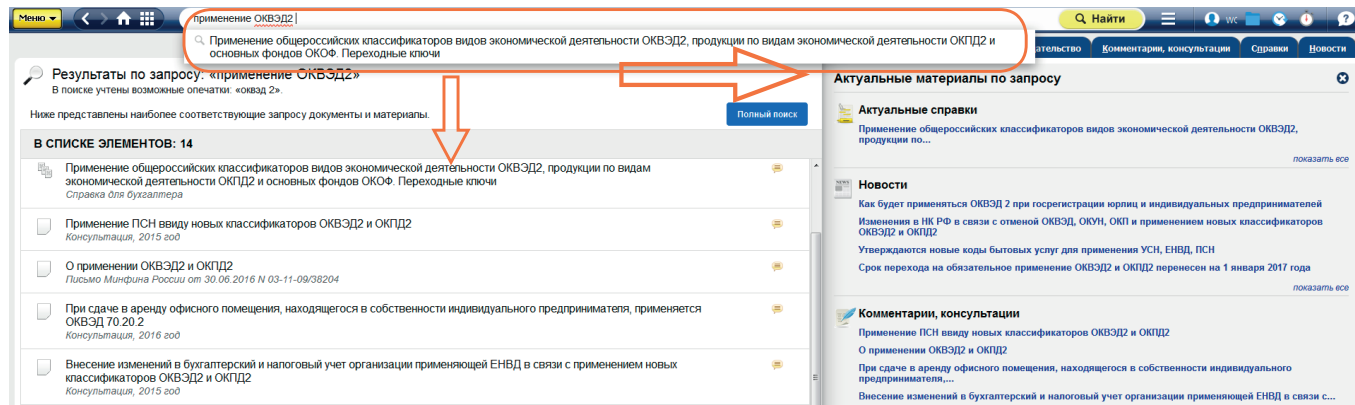 Меню
применение ОКВЭД2
Найти
Применение общероссийских классификаторов видов экономической деятельности ОКВЭД2, продукции по видам экономической деятельности ОКПД2 и
основных фондов ОКОФ. Переходные ключи
ательство
Комментарии, консультации
Справки
Новости
Результаты по запросу: «применение ОКВЭД2»
В поиске учтены возможные опечатки: «оквэд 2».
Ниже представлены наиболее соответствующие запросу документы и материалы.
Полный поиск
В СПИСКЕ ЭЛЕМЕНТОВ: 14
Применение общероссийских классификаторов видов экономической деятельности ОКВЭД2, продукции по видам
экономической деятельности ОКПД2 и основных фондов ОКОФ. Переходные ключи
Справка для бухгалтера
Применение ПСН ввиду новых классификаторов ОКВЭД2 и ОКПД2
Консультация, 2015 год
О применении ОКВЭД2 и ОКПД2
Письмо Минфина России от 30.06.2016 N 03-11-09/38204
При сдаче в аренду офисного помещения, находящегося в собственности индивидуального предпринимателя, применяется
ОКВЭД 70.20.2
Консультация, 2016 год
Внесение изменений в бухгалтерский и налоговый учет организации применяющей ЕНВД в связи с применением новых
классификаторов ОКВЭД2 и ОКПД2
Консультация, 2015 год
Актуальные материалы по запросу
Актуальные справки
Применение общероссийских классификаторов видов экономической деятельности ОКВЭД2,
продукции по...
показать все
NEWS
Новости
Как будет применяться ОКВЭД 2 при госрегистрации юрлиц и индивидуальных предпринимателей
Изменения в НК РФ в связи с отменой ОКВЭД, ОКУН, ОКП и применением новых классификаторов
ОКВЭД2 и ОКПД2
Утверждаются новые коды бытовых услуг для применения УСН, ЕНВД, ПСН
Срок перехода на обязательное применение ОКВЭД2 и ОКПД2 перенесен на 1 января 2017 года
показать все
Комментарии, консультации
Применение ПСН ввиду новых классификаторов ОКВЭД2 и ОКПД2
О применении ОКВЭД2 и ОКПД2
При сдаче в аренду офисного помещения, находящегося в собственности индивидуального
предпринимателя,...
Внесение изменений в бухгалтерский и налоговый учет организации применяющей ЕНВД в связи с...